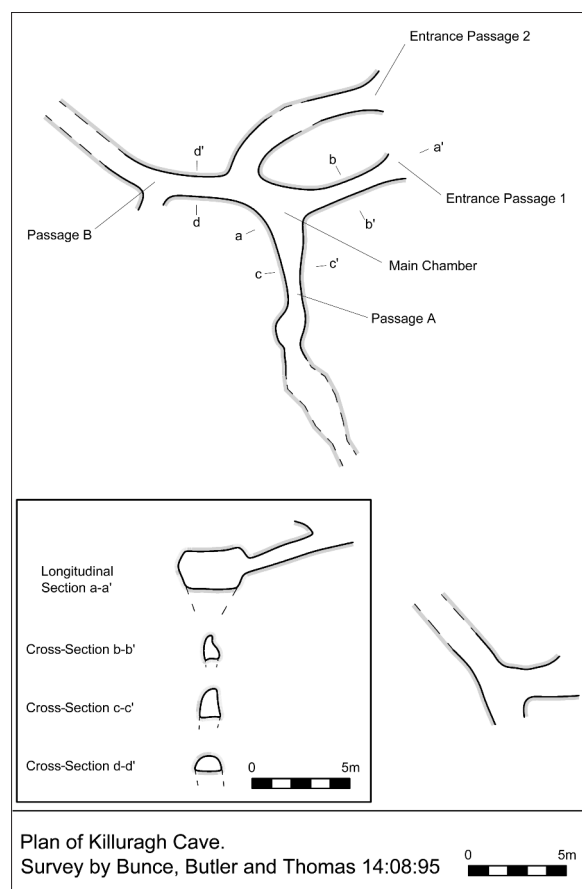 Entrance Passage 2
d'
b
a'
Entrance Passage 1
d
b'
Passage B
a
Main Chamber
c
c'
Passage A
Longitudinal
Section a-a'
Cross-Section b-b'
Cross-Section c-c'
Cross-Section d-d'
0 5m
Plan of Killuragh Cave.
Survey by Bunce, Butler and Thomas 14:08:95
0 5m